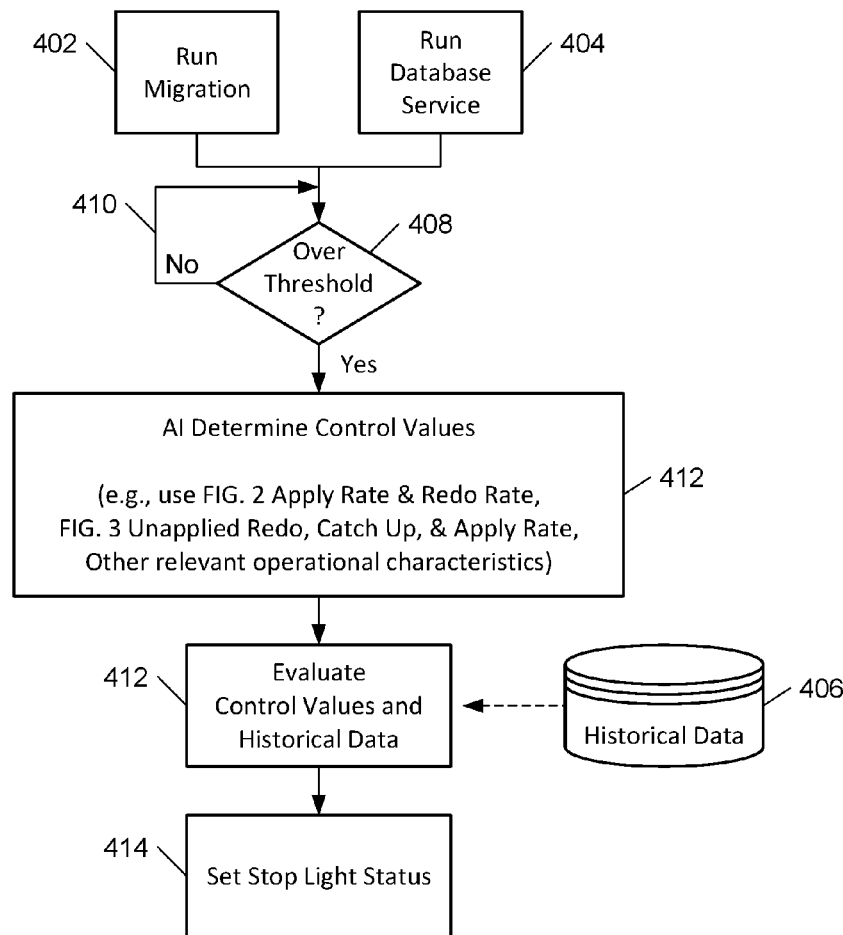 402
Run
Migration
Run
Database
Service
404
410
408
Over
Threshold
?
No
Yes
AI Determine Control Values
(e.g., use FIG. 2 Apply Rate & Redo Rate,
FIG. 3 Unapplied Redo, Catch Up, & Apply Rate,
Other relevant operational characteristics)
412
412
Evaluate
Control Values and
Historical Data
Historical Data
406
414
Set Stop Light Status